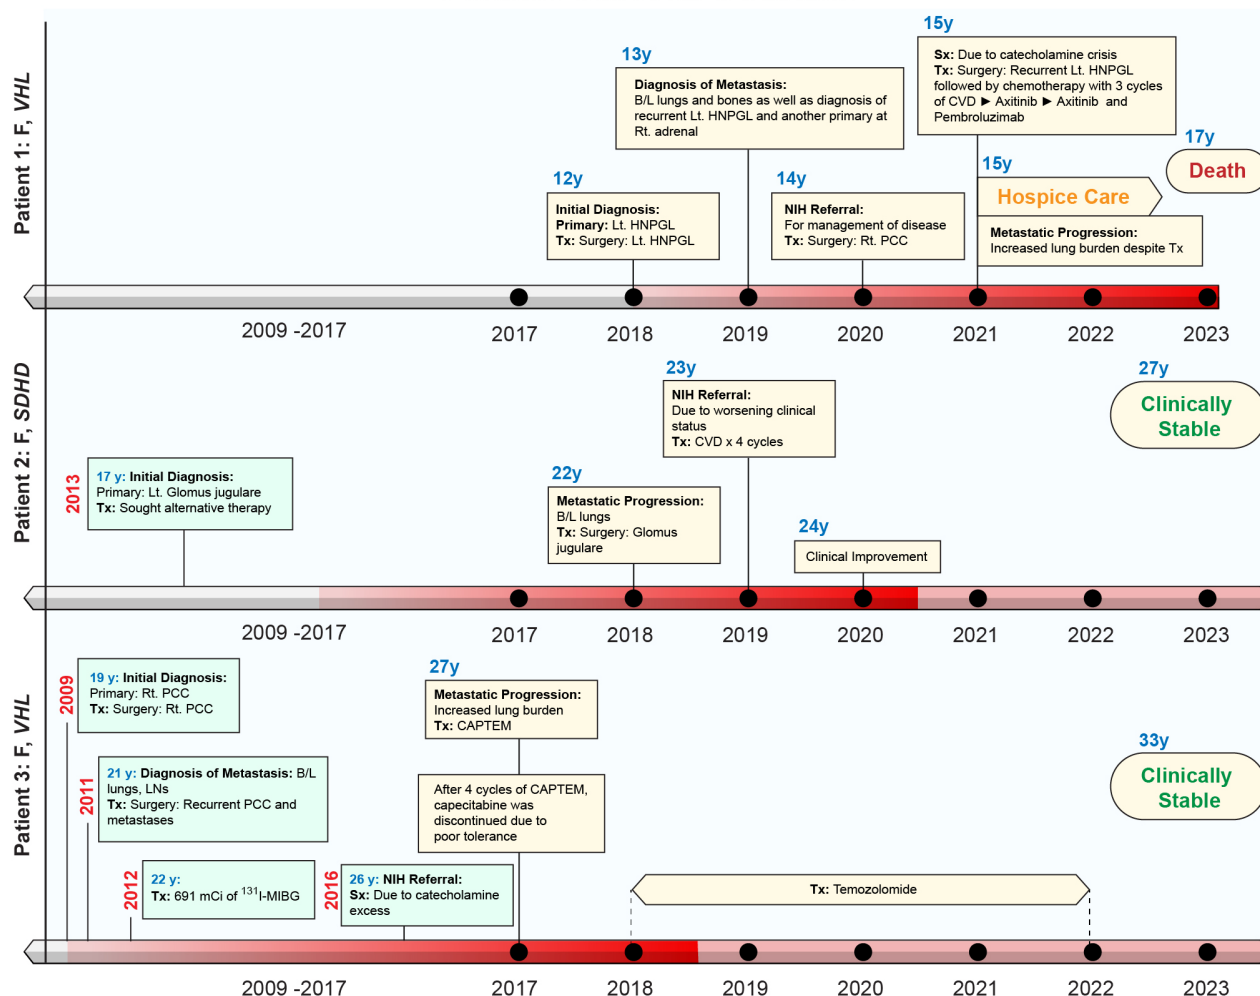 Patient 1: F, VHL
12y
Initial Diagnosis:
Primary: Lt. HNPGL
Tx: Surgery: Lt. HNPGL
13y
Diagnosis of Metastasis:
B/L lungs and bones as well as diagnosis of
recurrent Lt. HNPGL and another primary at
Rt. adrenal
14y
NIH Referral:
For management of disease
Tx: Surgery: Rt. PCC
15y
Sx: Due to catecholamine crisis
Tx: Surgery: Recurrent Lt. HNPGL
followed by chemotherapy with 3 cycles
of CVD ► Axitinib ► Axitinib and
Pembroluzimab
15y
Hospice Care
Metastatic Progression:
Increased lung burden despite Tx
17y
Death
2009 -2017
2017
2018
2019
2020
2021
2022
2023
Patient 2: F, SDHD
2013
17 y: Initial Diagnosis:
Primary: Lt. Glomus jugulare
Tx: Sought alternative therapy
22y
Metastatic Progression:
B/L lungs
Tx: Surgery: Glomus
jugulare
23y
NIH Referral:
Due to worsening clinical
status
Tx: CVD x 4 cycles
24y
Clinical Improvement
27y
Clinically
Stable
2009 -2017
2017
2018
2019
2020
2021
2022
2023
Patient 3: F, VHL
2009
19 y: Initial Diagnosis:
Primary: Rt. PCC
Tx: Surgery: Rt. PCC
2011
21 y: Diagnosis of Metastasis: B/L
lungs, LNs
Tx: Surgery: Recurrent PCC and
metastases
2012
22 y:
Tx: 691 mCi of ¹³¹I-MIBG
2016
26 y: NIH Referral:
Sx: Due to catecholamine
excess
27y
Metastatic Progression:
Increased lung burden
Tx: CAPTEM
After 4 cycles of CAPTEM,
capecitabine was
discontinued due to
poor tolerance
Tx: Temozolomide
33y
Clinically
Stable
2009 -2017
2017
2018
2019
2020
2021
2022
2023